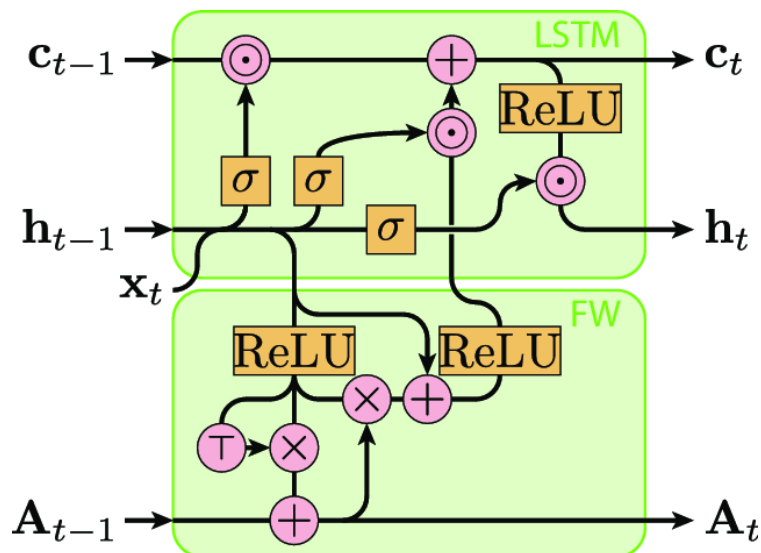 LSTM
c_{t-1} ⊙ + c_t
ReLU
⊙
σ σ ⊙
h_{t-1} σ h_t
x_t
FW
ReLU ReLU
× +
⊤ ×
A_{t-1} + A_t